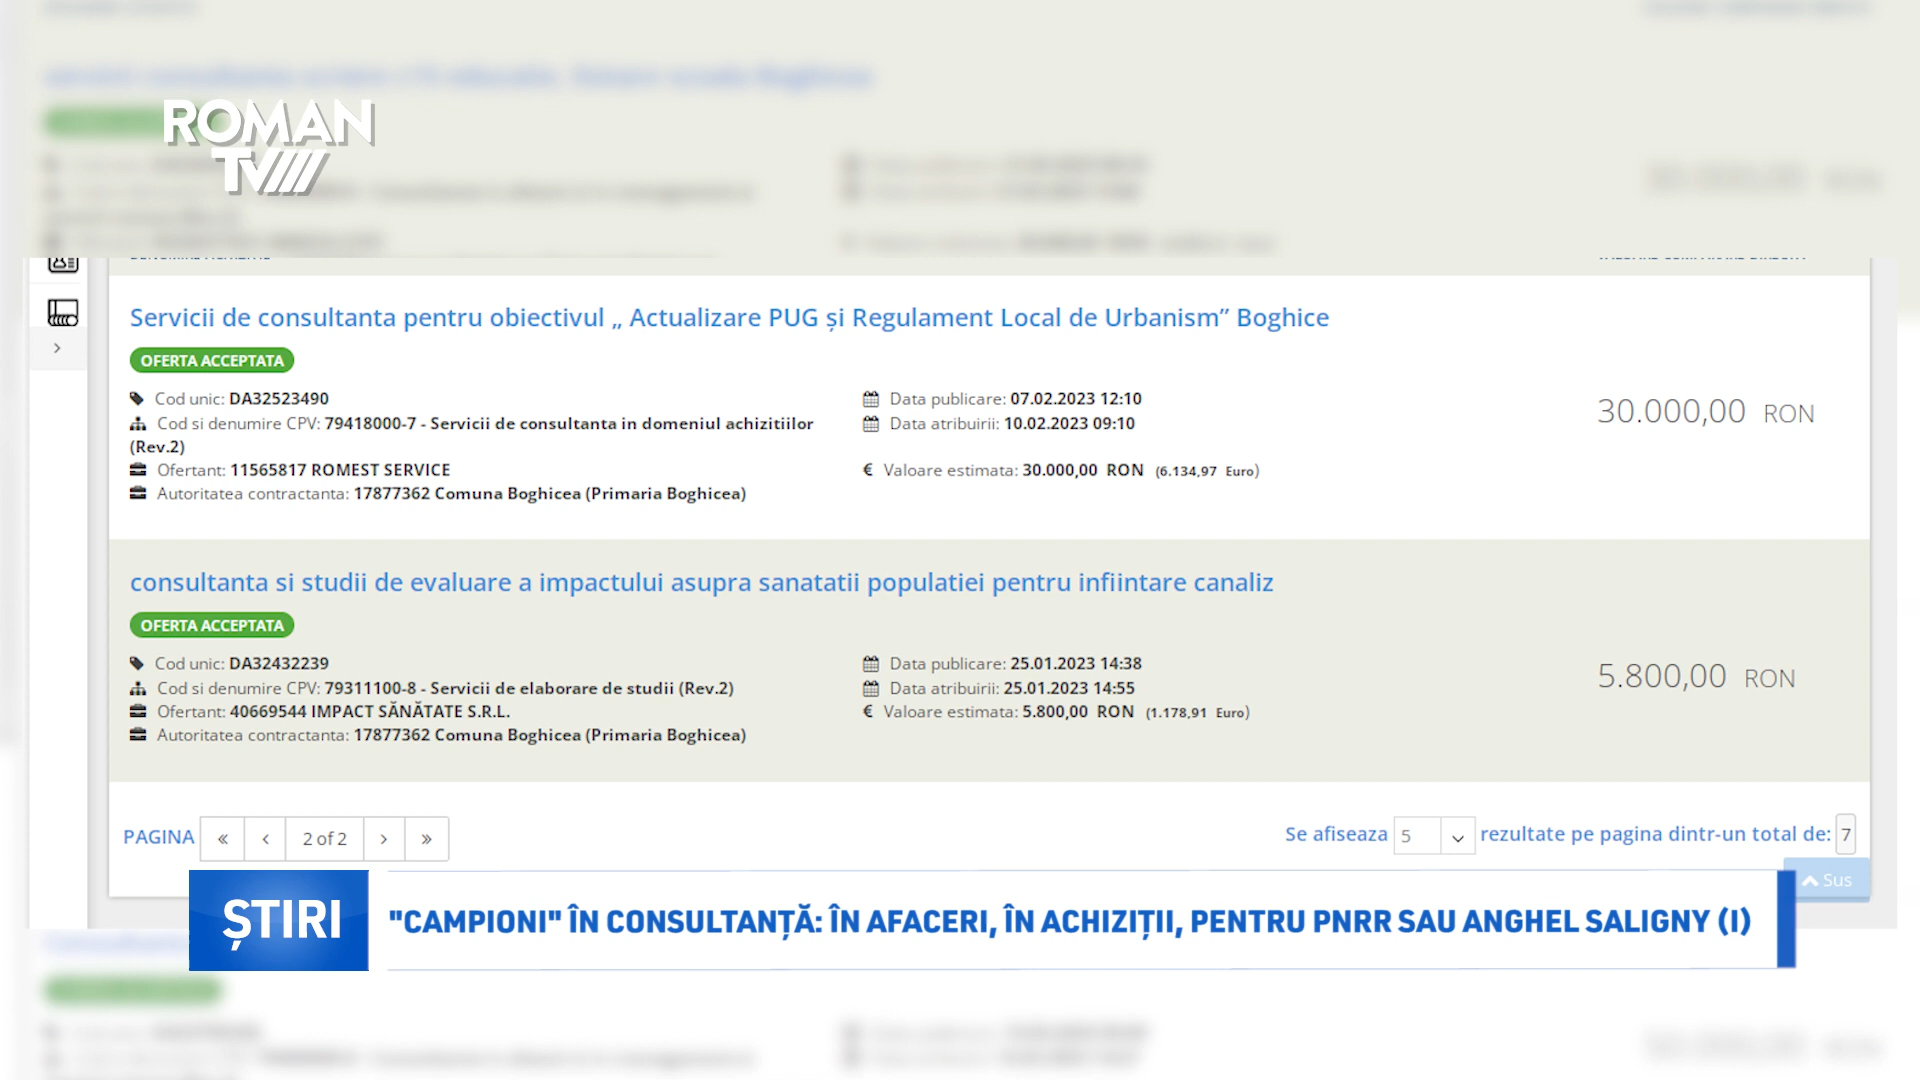 ROMAN
TV
Servicii de consultanta pentru obiectivul „ Actualizare PUG și Regulament Local de Urbanism” Boghice
OFERTA ACCEPTATA
Cod unic: DA32523490
Data publicare: 07.02.2023 12:10
30.000,00 RON
Cod si denumire CPV: 79418000-7 - Servicii de consultanta in domeniul achizitiilor
(Rev.2)
Data atribuirii: 10.02.2023 09:10
Ofertant: 11565817 ROMEST SERVICE
€ Valoare estimata: 30.000,00 RON (6.134,97 Euro)
Autoritatea contractanta: 17877362 Comuna Boghicea (Primaria Boghicea)
consultanta si studii de evaluare a impactului asupra sanatatii populatiei pentru infiintare canaliz
OFERTA ACCEPTATA
Cod unic: DA32432239
Data publicare: 25.01.2023 14:38
5.800,00 RON
Cod si denumire CPV: 79311100-8 - Servicii de elaborare de studii (Rev.2)
Data atribuirii: 25.01.2023 14:55
Ofertant: 40669544 IMPACT SĂNĂTATE S.R.L.
€ Valoare estimata: 5.800,00 RON (1.178,91 Euro)
Autoritatea contractanta: 17877362 Comuna Boghicea (Primaria Boghicea)
PAGINA « ‹ 2 of 2 › »
Se afiseaza 5 rezultate pe pagina dintr-un total de: 7
Sus
ȘTIRI
"CAMPIONI" ÎN CONSULTANȚĂ: ÎN AFACERI, ÎN ACHIZIȚII, PENTRU PNRR SAU ANGHEL SALIGNY (I)